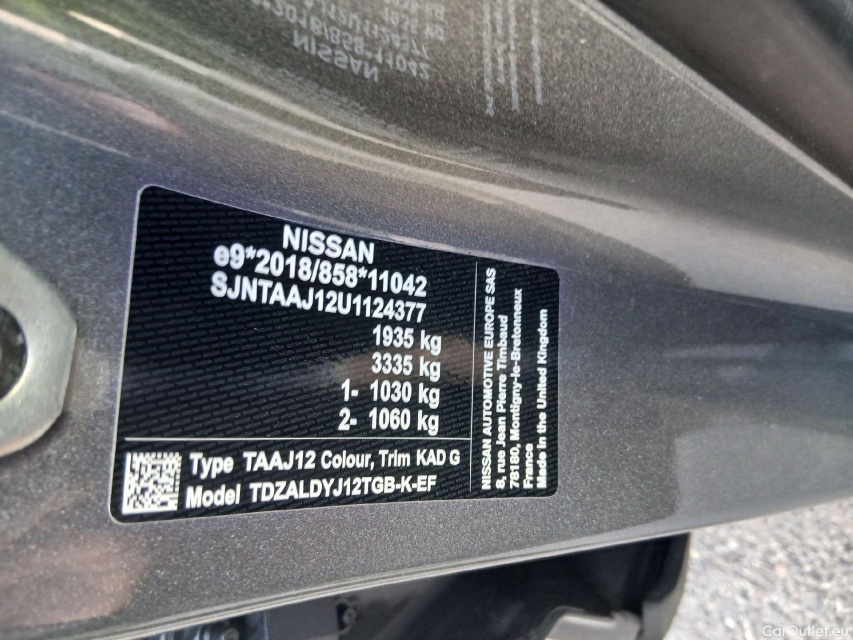 NISSAN
e9*2018/858*11042
SJNTAAJ12U1124377
1935 kg
3335 kg
1- 1030 kg
2- 1060 kg
Type TAAJ12 Colour, Trim KAD G
Model TDZALDYJ12TGB-K-EF
NISSAN AUTOMOTIVE EUROPE SAS
8, rue Jean Pierre Timbaud
78180, Montigny-le-Bretonneux
France
Made in the United Kingdom
CarOutlet.eu